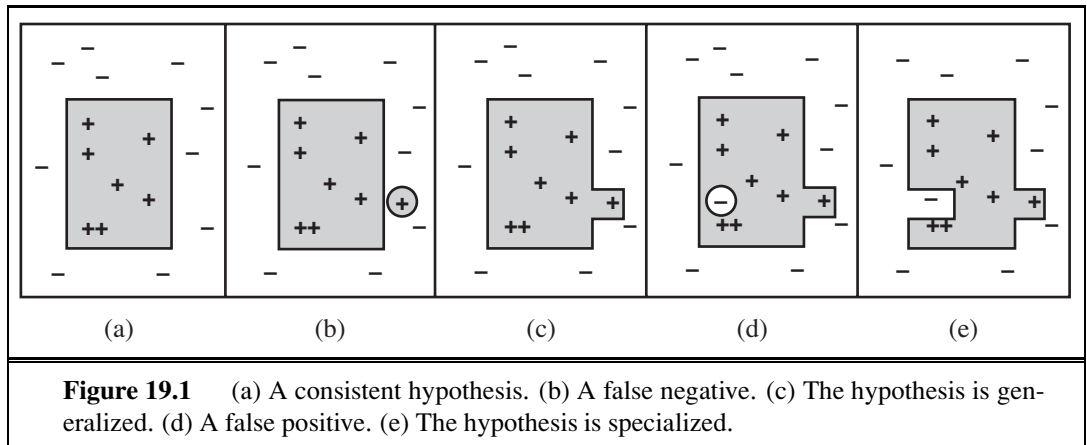 (a) (b) (c) (d) (e)
Figure 19.1 (a) A consistent hypothesis. (b) A false negative. (c) The hypothesis is gen-
eralized. (d) A false positive. (e) The hypothesis is specialized.